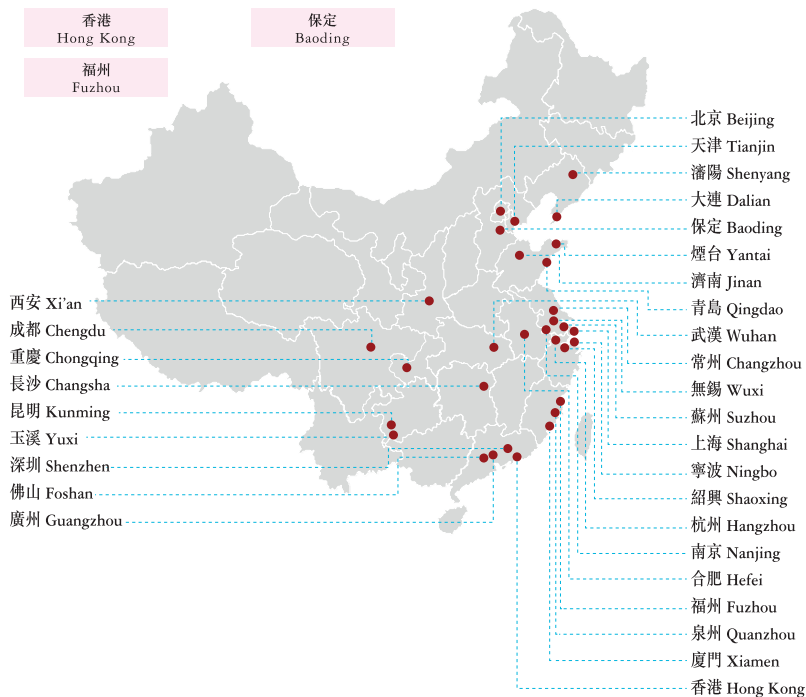 香港
Hong Kong
保定
Baoding
福州
Fuzhou
北京 Beijing
天津 Tianjin
瀋陽 Shenyang
大連 Dalian
保定 Baoding
煙台 Yantai
濟南 Jinan
青島 Qingdao
武漢 Wuhan
常州 Changzhou
無錫 Wuxi
蘇州 Suzhou
上海 Shanghai
寧波 Ningbo
紹興 Shaoxing
杭州 Hangzhou
南京 Nanjing
合肥 Hefei
福州 Fuzhou
泉州 Quanzhou
廈門 Xiamen
香港 Hong Kong
西安 Xi’an
成都 Chengdu
重慶 Chongqing
長沙 Changsha
昆明 Kunming
玉溪 Yuxi
深圳 Shenzhen
佛山 Foshan
廣州 Guangzhou